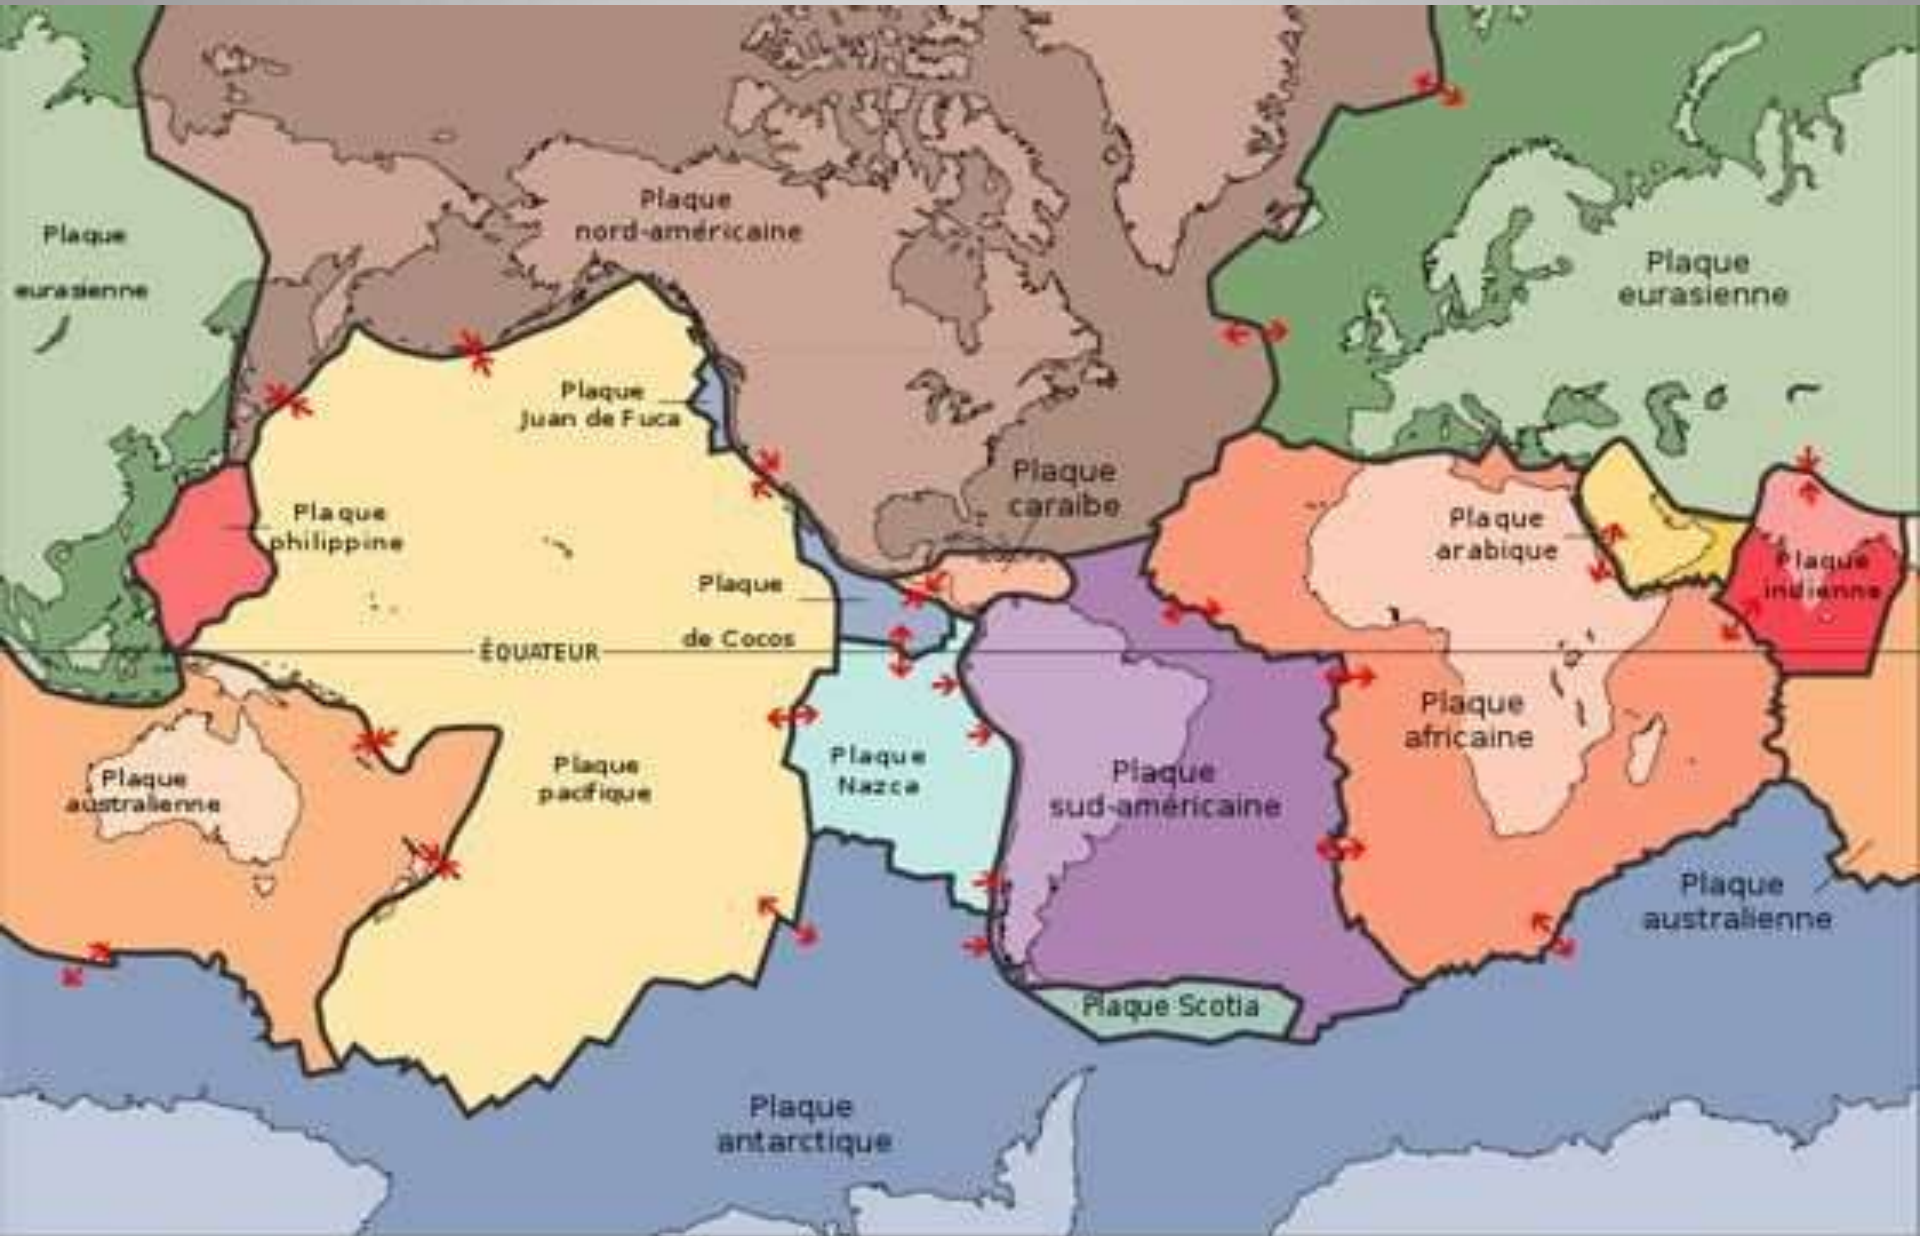 Plaque
nord-américaine
Plaque
eurasienne
Plaque
eurasienne
Plaque
Juan de Fuca
Plaque
caraibe
Plaque
philippine
Plaque
arabique
Plaque
indienne
Plaque
de Cocos
ÉQUATEUR
Plaque
africaine
Plaque
australienne
Plaque
pacifique
Plaque
Nazca
Plaque
sud-américaine
Plaque
australienne
Plaque Scotia
Plaque
antarctique